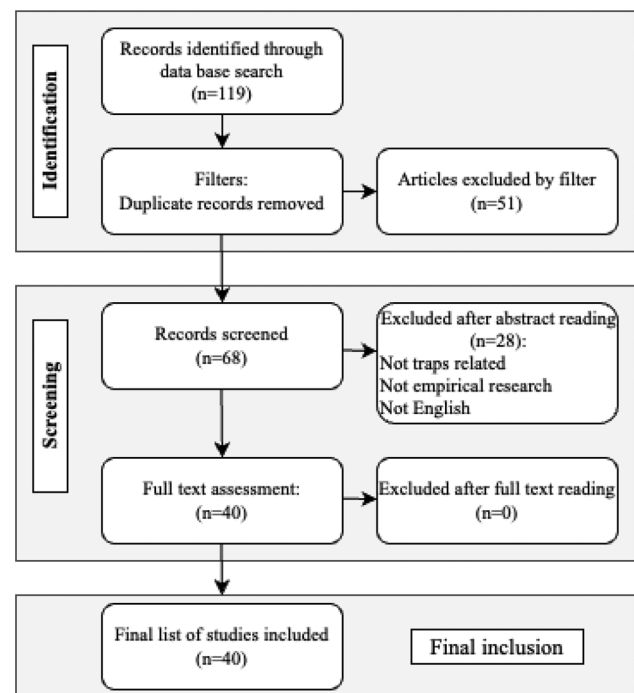 Identification
Records identified through
data base search
(n=119)
Filters:
Duplicate records removed
Articles excluded by filter
(n=51)
Screening
Records screened
(n=68)
Excluded after abstract reading
(n=28):
Not traps related
Not empirical research
Not English
Full text assessment:
(n=40)
Excluded after full text reading
(n=0)
Final list of studies included
(n=40)
Final inclusion